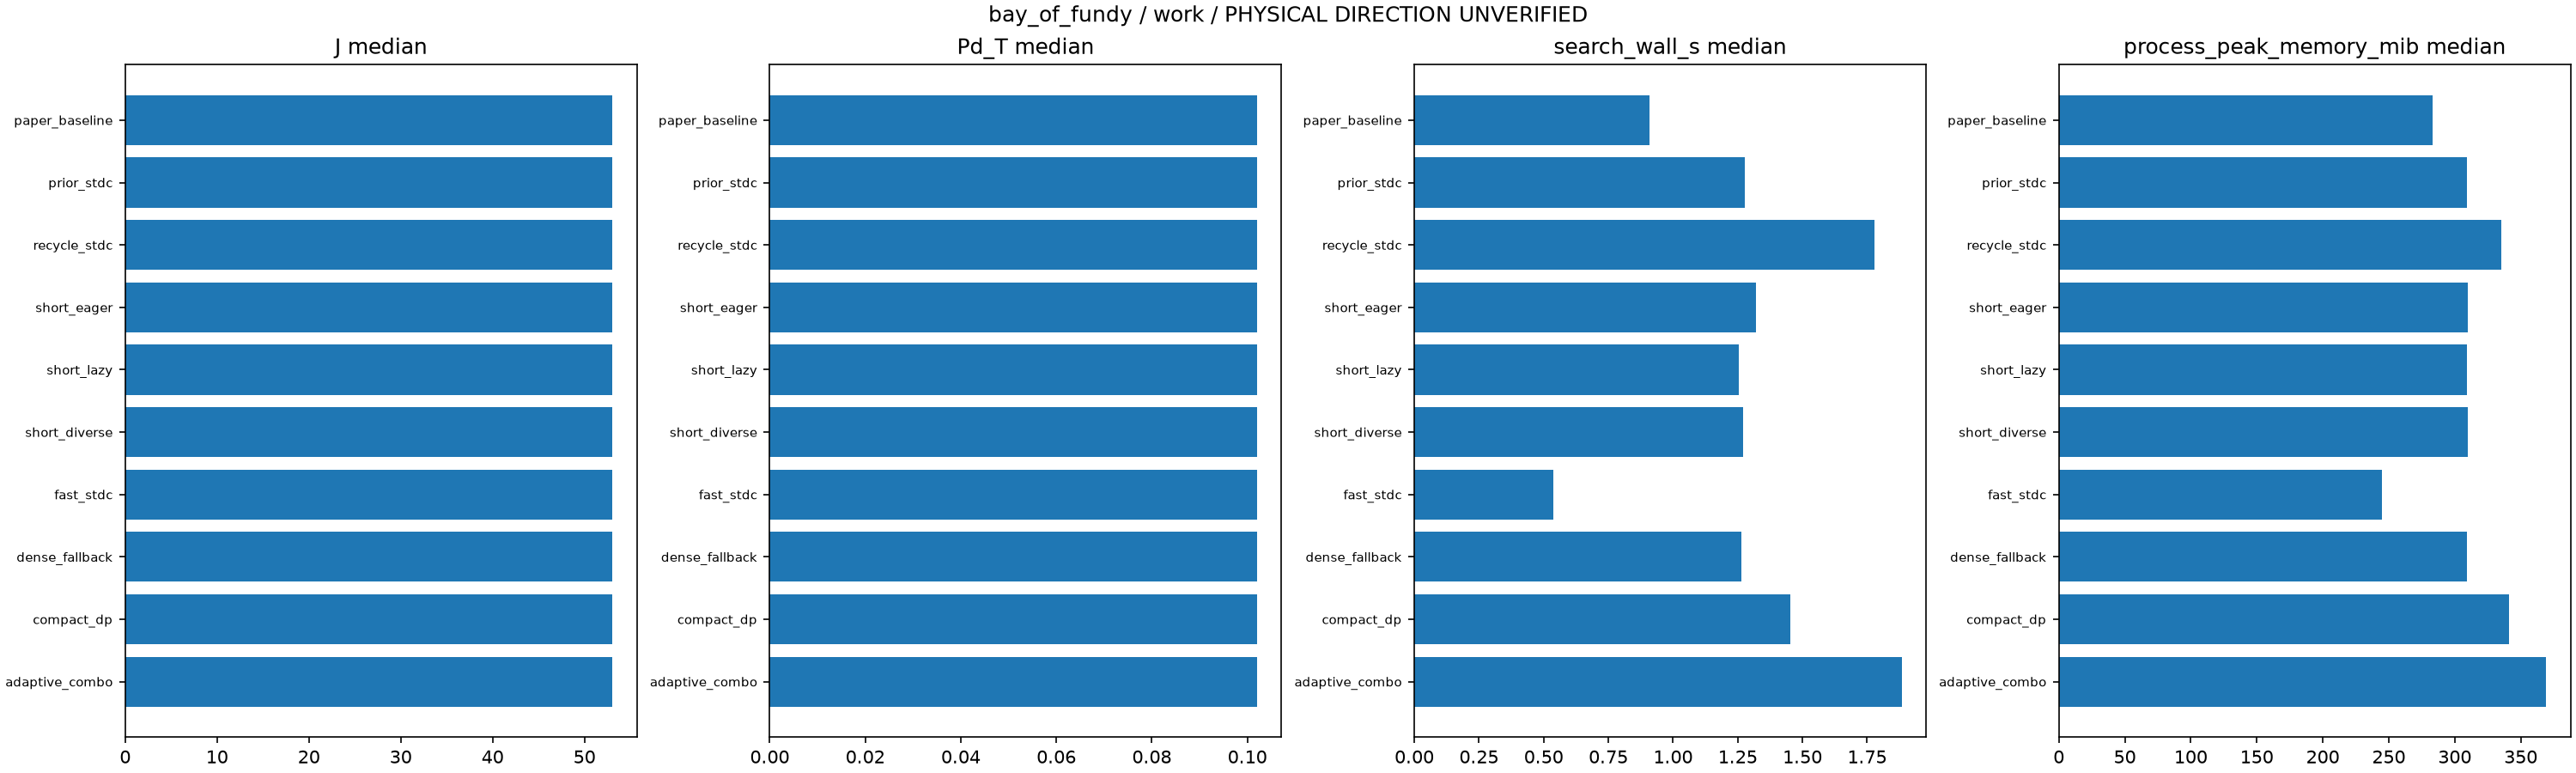 bay_of_fundy / work / PHYSICAL DIRECTION UNVERIFIED
J median
paper_baseline
prior_stdc
recycle_stdc
short_eager
short_lazy
short_diverse
fast_stdc
dense_fallback
compact_dp
adaptive_combo
0 10 20 30 40 50
Pd_T median
paper_baseline
prior_stdc
recycle_stdc
short_eager
short_lazy
short_diverse
fast_stdc
dense_fallback
compact_dp
adaptive_combo
0.00 0.02 0.04 0.06 0.08 0.10
search_wall_s median
paper_baseline
prior_stdc
recycle_stdc
short_eager
short_lazy
short_diverse
fast_stdc
dense_fallback
compact_dp
adaptive_combo
0.00 0.25 0.50 0.75 1.00 1.25 1.50 1.75
process_peak_memory_mib median
paper_baseline
prior_stdc
recycle_stdc
short_eager
short_lazy
short_diverse
fast_stdc
dense_fallback
compact_dp
adaptive_combo
0 50 100 150 200 250 300 350